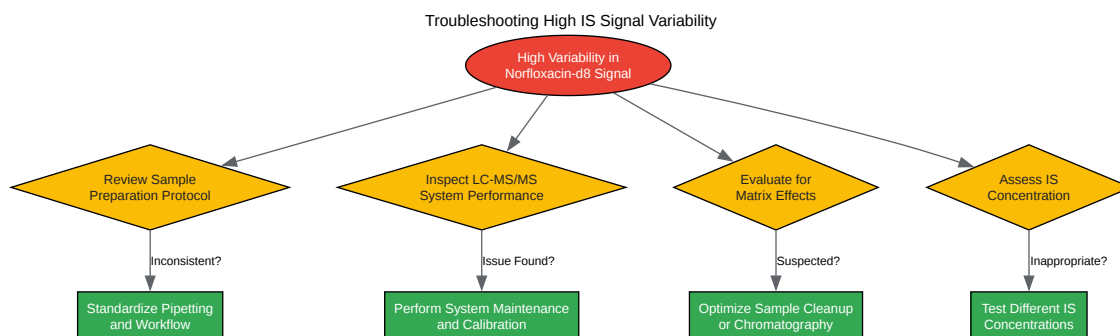 Troubleshooting High IS Signal Variability
High Variability in
Norfloxacin-d8 Signal
Review Sample
Preparation Protocol
Inspect LC-MS/MS
System Performance
Evaluate for
Matrix Effects
Assess IS
Concentration
Inconsistent?
Issue Found?
Suspected?
Inappropriate?
Standardize Pipetting
and Workflow
Perform System Maintenance
and Calibration
Optimize Sample Cleanup
or Chromatography
Test Different IS
Concentrations